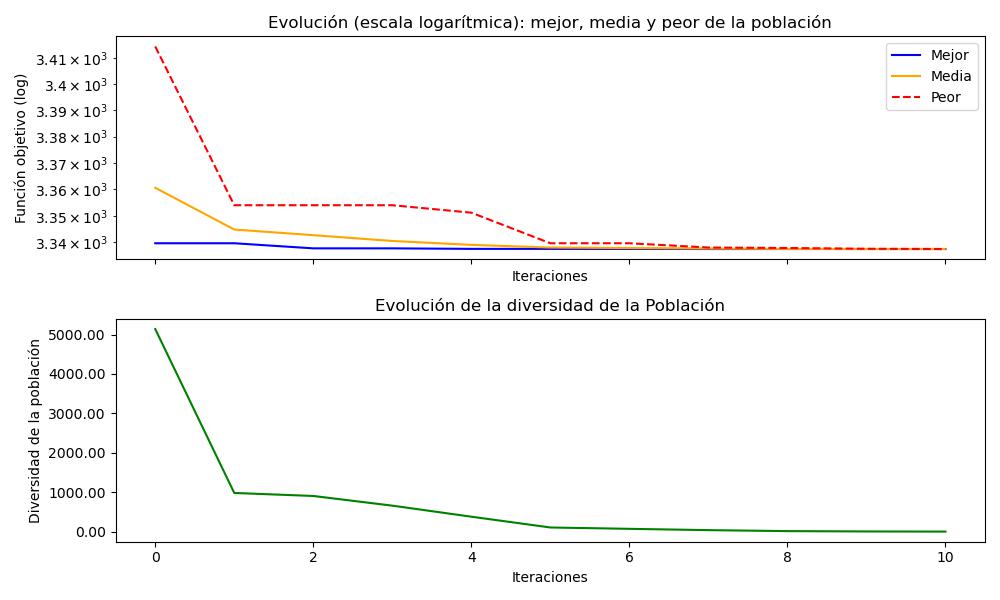 Evolución (escala logarítmica): mejor, media y peor de la población
Función objetivo (log)
3.41 × 10³
3.4 × 10³
3.39 × 10³
3.38 × 10³
3.37 × 10³
3.36 × 10³
3.35 × 10³
3.34 × 10³
Mejor
Media
Peor
Iteraciones
Evolución de la diversidad de la Población
Diversidad de la población
5000.00
4000.00
3000.00
2000.00
1000.00
0.00
0 2 4 6 8 10
Iteraciones